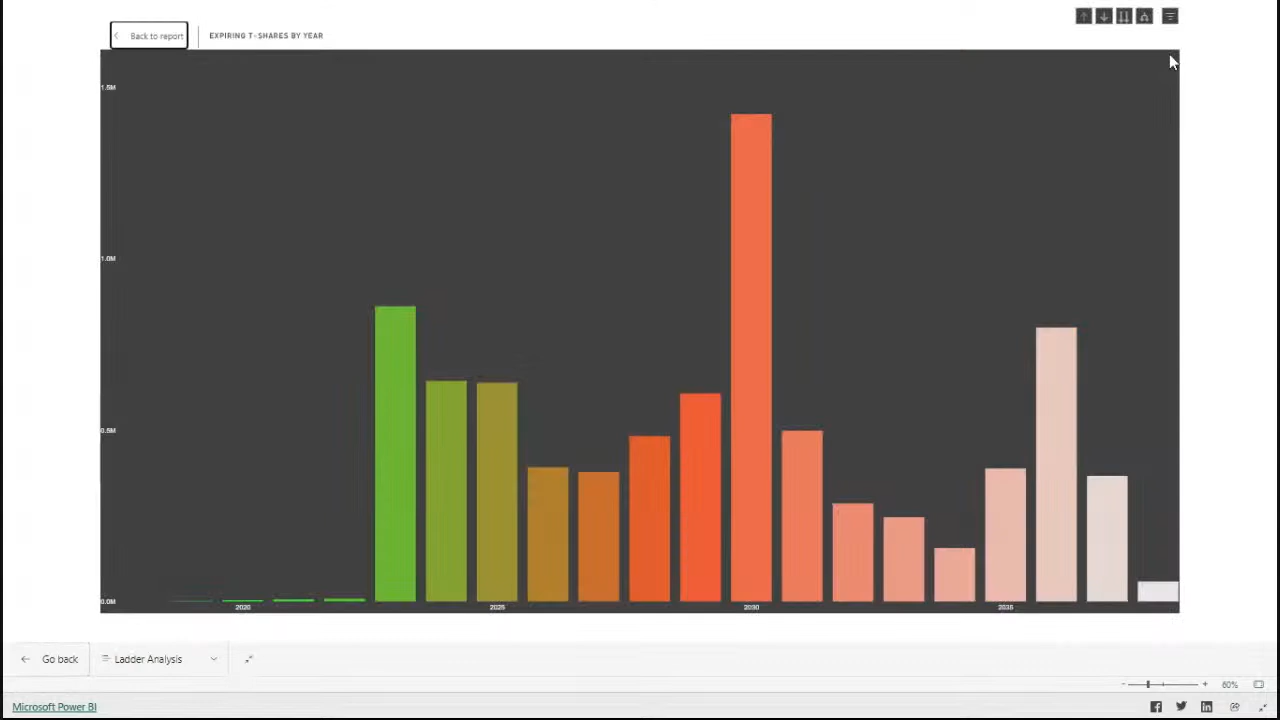 Back to report
EXPIRING T-SHARES BY YEAR
1.5M
1.0M
0.5M
0.0M
2020 2025 2030 2035
Go back
Ladder Analysis
- + 60%
Microsoft Power BI